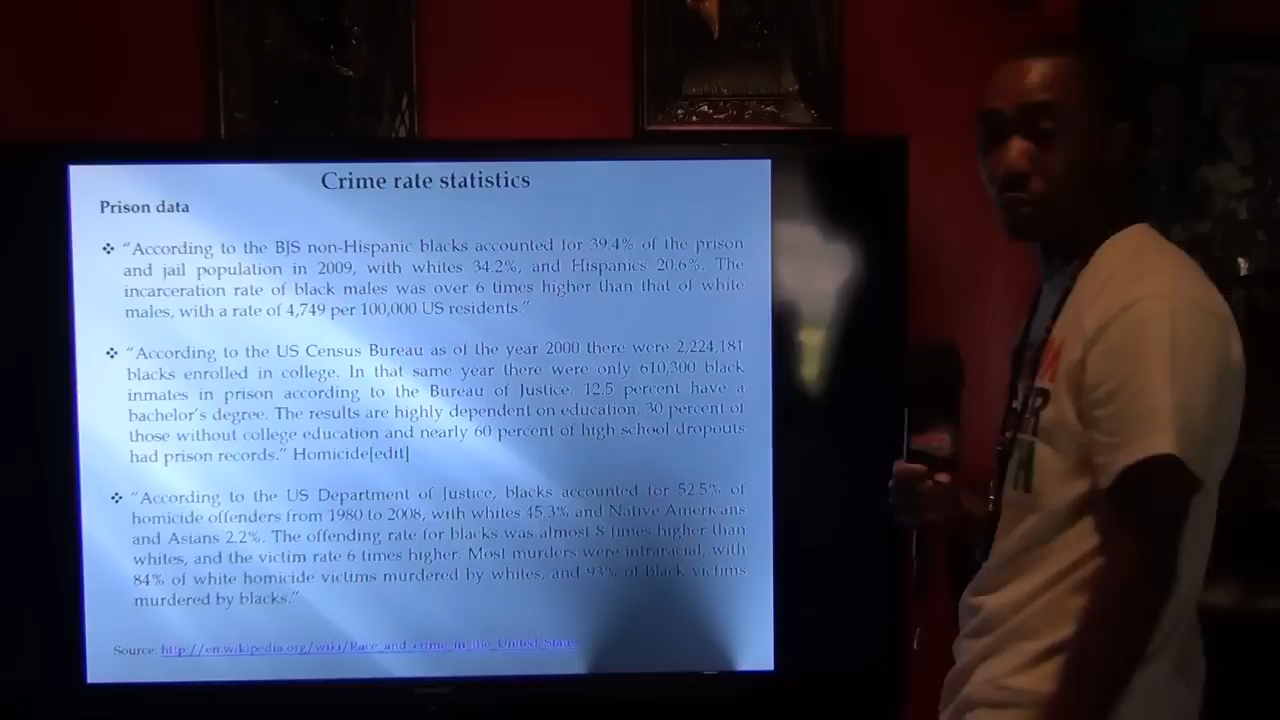 Crime rate statistics
Prison data
❖ "According to the BJS non-Hispanic blacks accounted for 39.4% of the prison
and jail population in 2009, with whites 34.2%, and Hispanics 20.6%. The
incarceration rate of black males was over 6 times higher than that of white
males, with a rate of 4,749 per 100,000 US residents."
❖ "According to the US Census Bureau as of the year 2000 there were 2,224,181
blacks enrolled in college. In that same year there were only 610,300 black
inmates in prison according to the Bureau of Justice. 12.5 percent have a
bachelor's degree. The results are highly dependent on education. 30 percent of
those without college education and nearly 60 percent of high school dropouts
had prison records." Homicide[edit]
❖ "According to the US Department of Justice, blacks accounted for 52.5% of
homicide offenders from 1980 to 2008, with whites 45.3% and Native Americans
and Asians 2.2%. The offending rate for blacks was almost 8 times higher than
whites, and the victim rate 6 times higher. Most murders were intraracial, with
84% of white homicide victims murdered by whites, and 93% of black victims
murdered by blacks."
Source. http://en.wikipedia.org/wiki/Race_and_crime_in_the_United_States